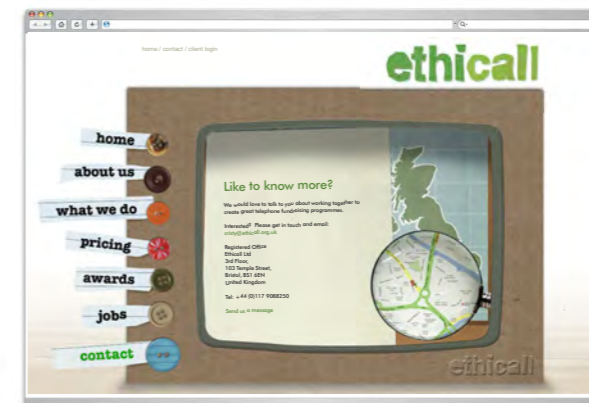 home / contact / client login
ethicall
home
about us
what we do
pricing
awards
jobs
contact
Like to know more?
We would love to talk to you about working together to
create great telephone fundraising programmes.
Interested? Please get in touch and email:
Registered Office
Ethicall Ltd
3rd Floor,
103 Temple Street,
Bristol, BS1 6EN
United Kingdom
Tel: +44 (0)117 9088250
Send us a message
ethicall